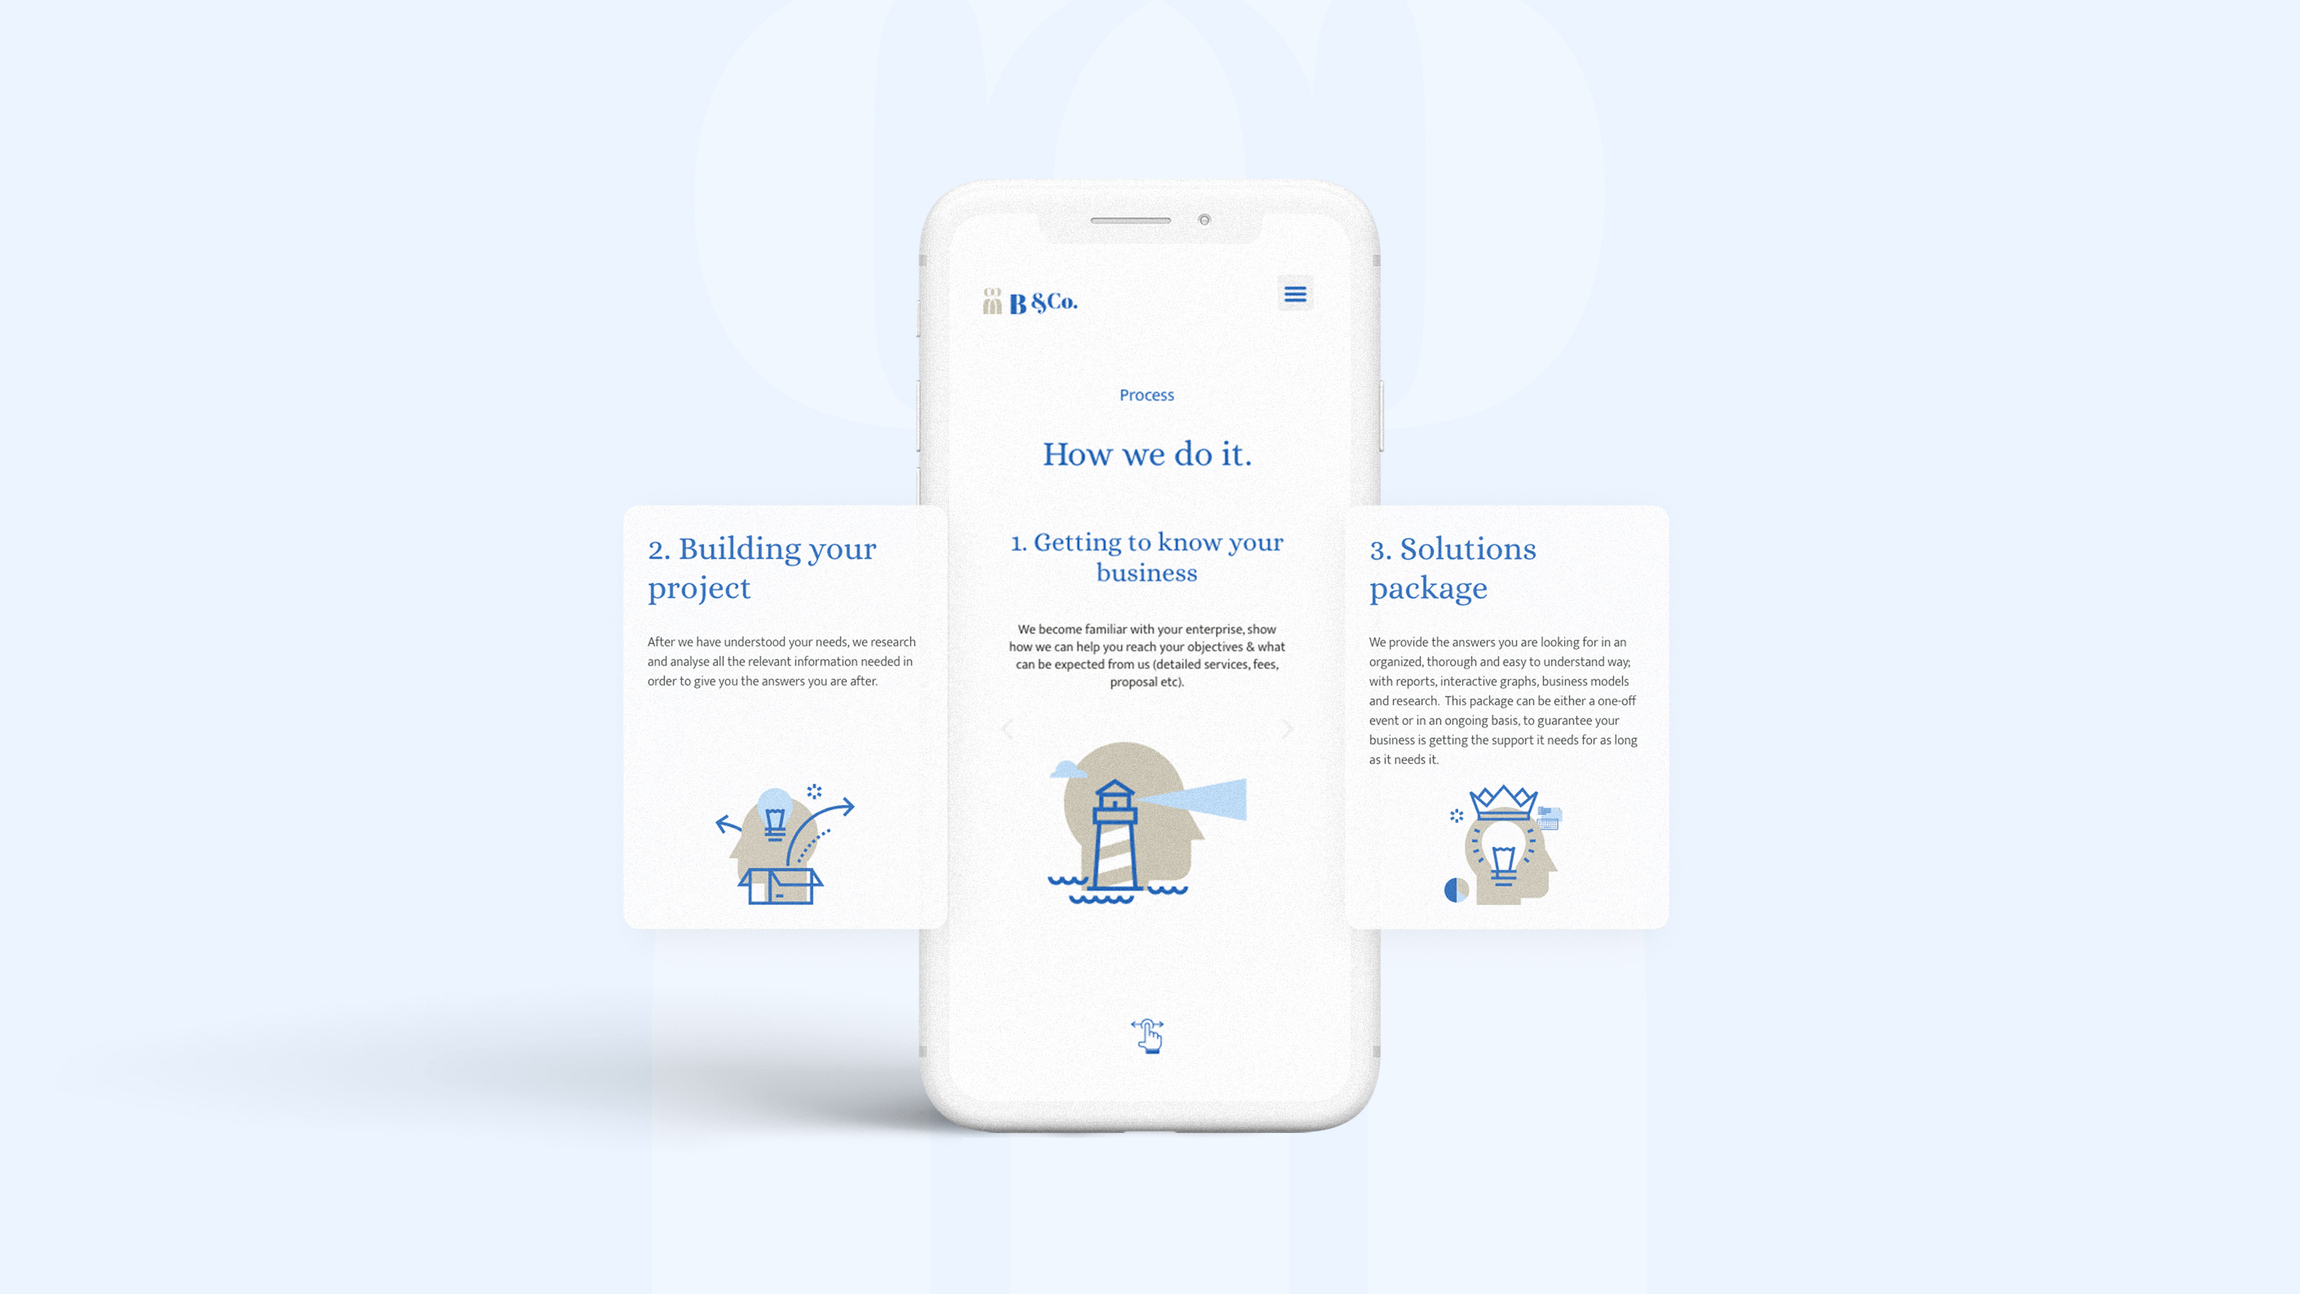 B &Co.
Process
How we do it.
1. Getting to know your
business
We become familiar with your enterprise, show
how we can help you reach your objectives & what
can be expected from us (detailed services, fees,
proposal etc).
2. Building your
project
After we have understood your needs, we research
and analyse all the relevant information needed in
order to give you the answers you are after.
3. Solutions
package
We provide the answers you are looking for in an
organized, thorough and easy to understand way;
with reports, interactive graphs, business models
and research. This package can be either a one-off
event or in an ongoing basis, to guarantee your
business is getting the support it needs for as long
as it needs it.